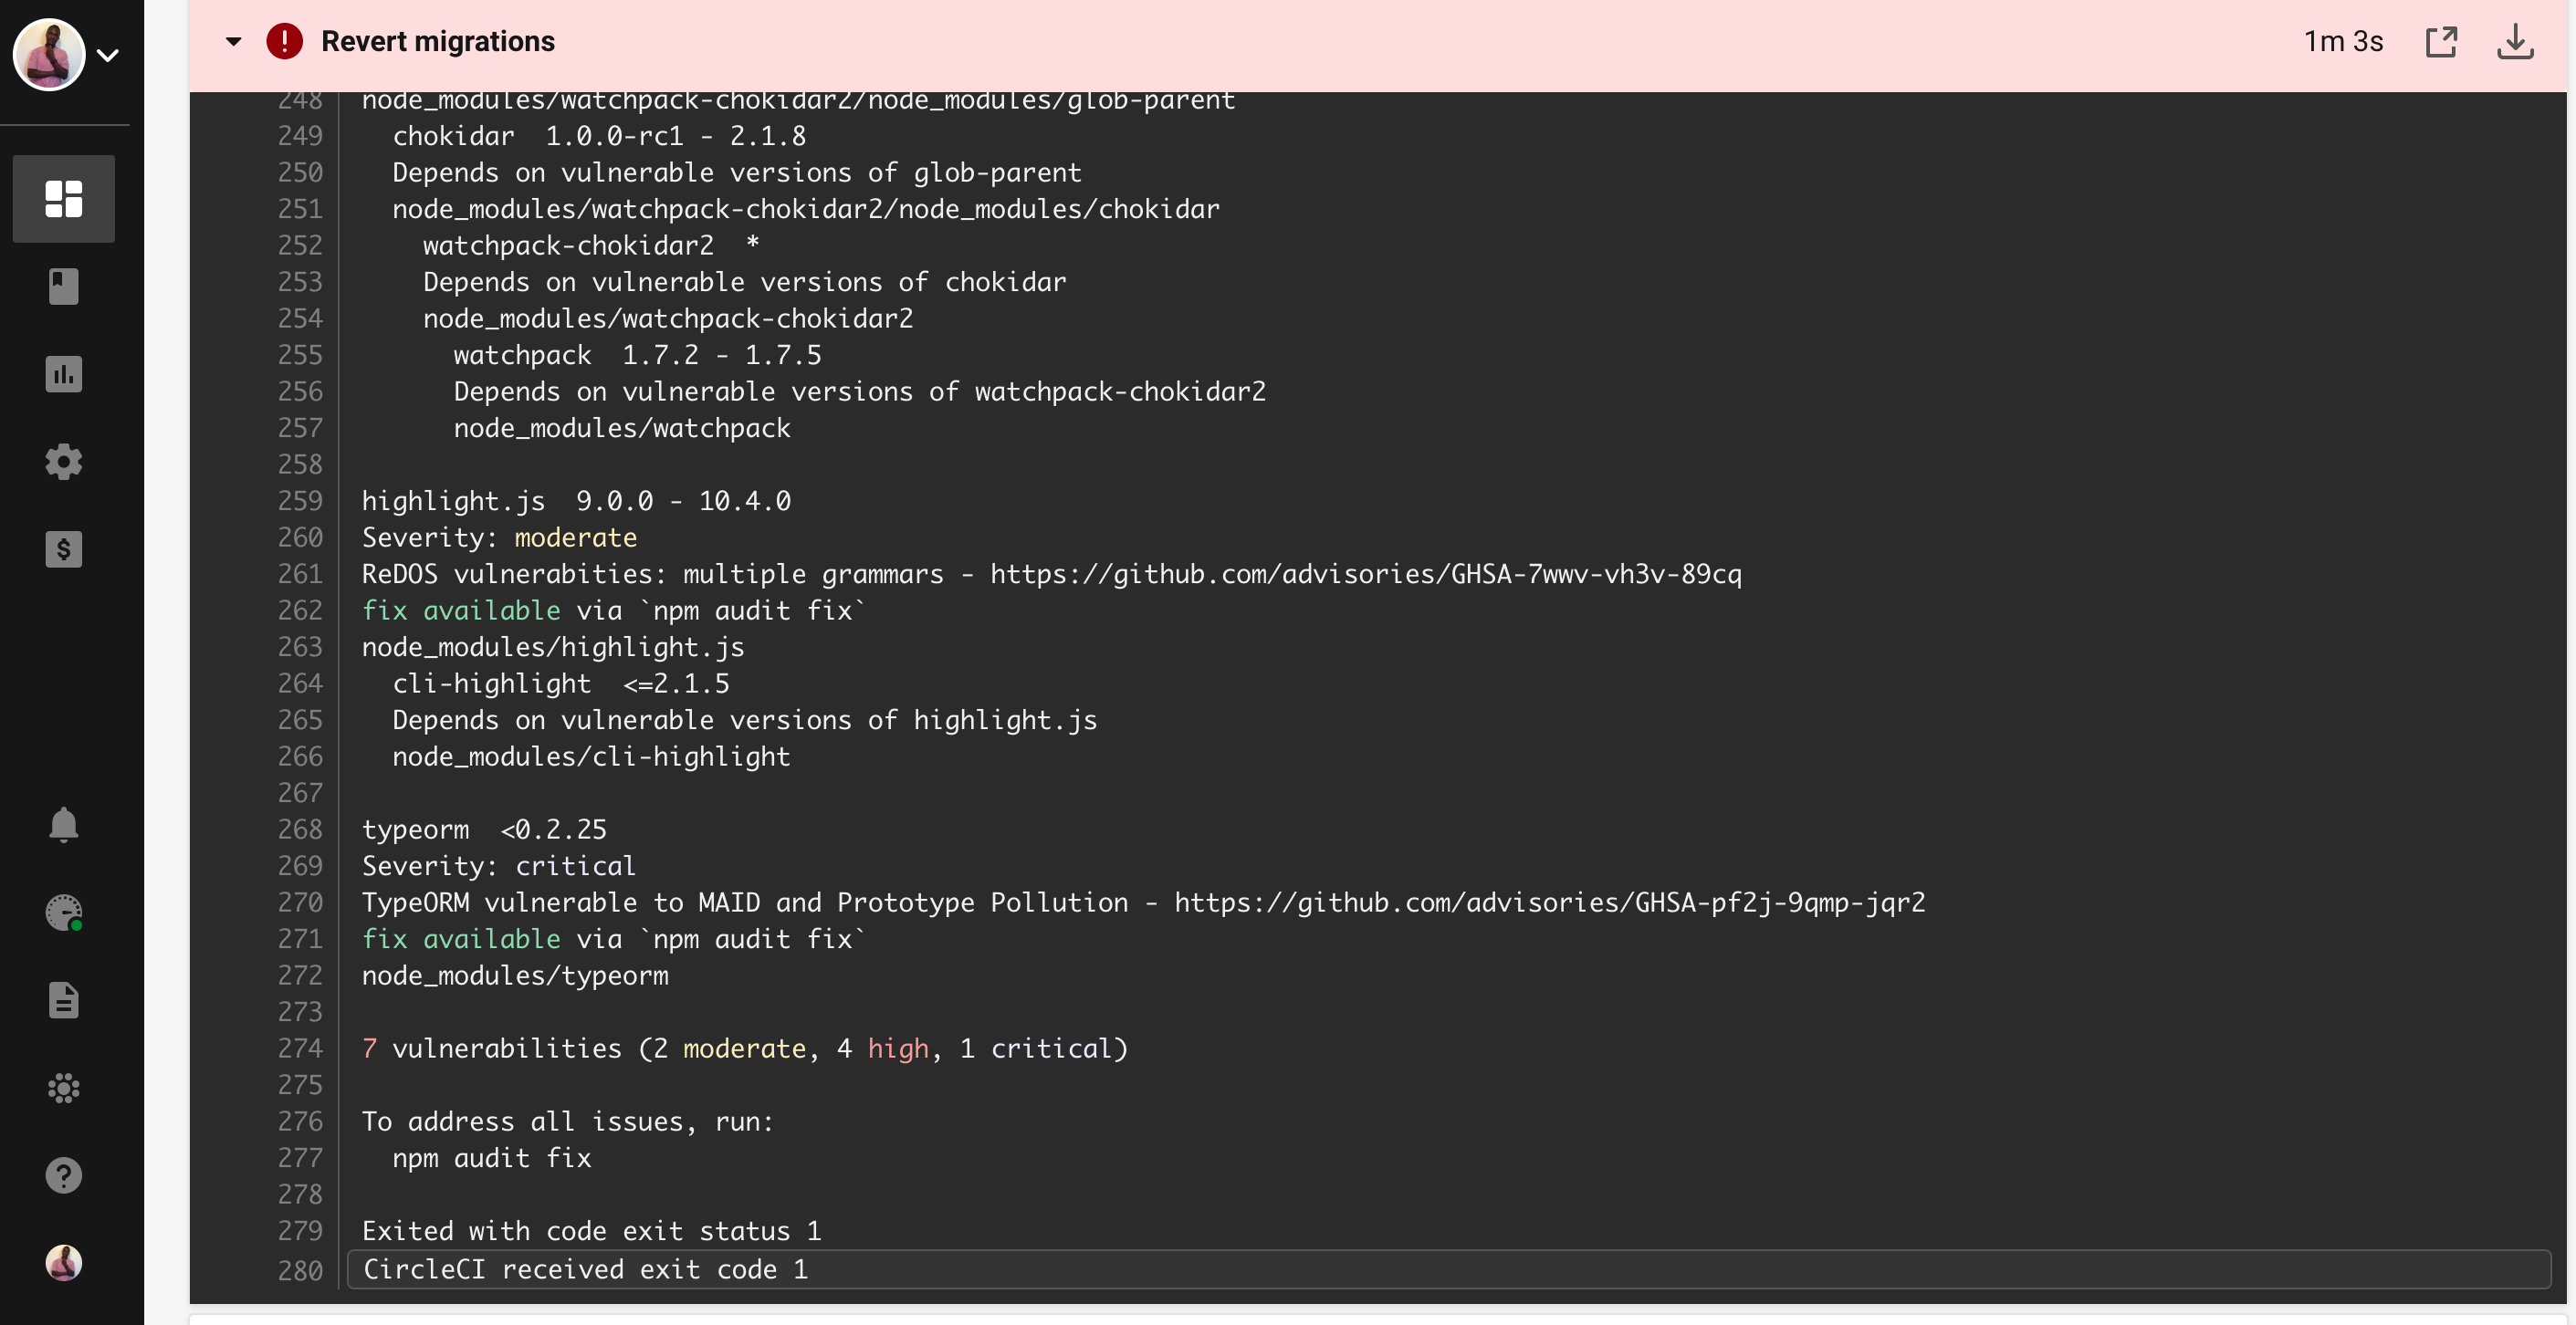 Revert migrations
1m 3s
248 node_modules/watchpack-chokidar2/node_modules/glob-parent
249   chokidar  1.0.0-rc1 - 2.1.8
250   Depends on vulnerable versions of glob-parent
251   node_modules/watchpack-chokidar2/node_modules/chokidar
252     watchpack-chokidar2  *
253     Depends on vulnerable versions of chokidar
254     node_modules/watchpack-chokidar2
255       watchpack  1.7.2 - 1.7.5
256       Depends on vulnerable versions of watchpack-chokidar2
257       node_modules/watchpack
258
259 highlight.js  9.0.0 - 10.4.0
260 Severity: moderate
261 ReDOS vulnerabities: multiple grammars - https://github.com/advisories/GHSA-7wwv-vh3v-89cq
262 fix available via `npm audit fix`
263 node_modules/highlight.js
264   cli-highlight  <=2.1.5
265   Depends on vulnerable versions of highlight.js
266   node_modules/cli-highlight
267
268 typeorm  <0.2.25
269 Severity: critical
270 TypeORM vulnerable to MAID and Prototype Pollution - https://github.com/advisories/GHSA-pf2j-9qmp-jqr2
271 fix available via `npm audit fix`
272 node_modules/typeorm
273
274 7 vulnerabilities (2 moderate, 4 high, 1 critical)
275
276 To address all issues, run:
277   npm audit fix
278
279 Exited with code exit status 1
280 CircleCI received exit code 1